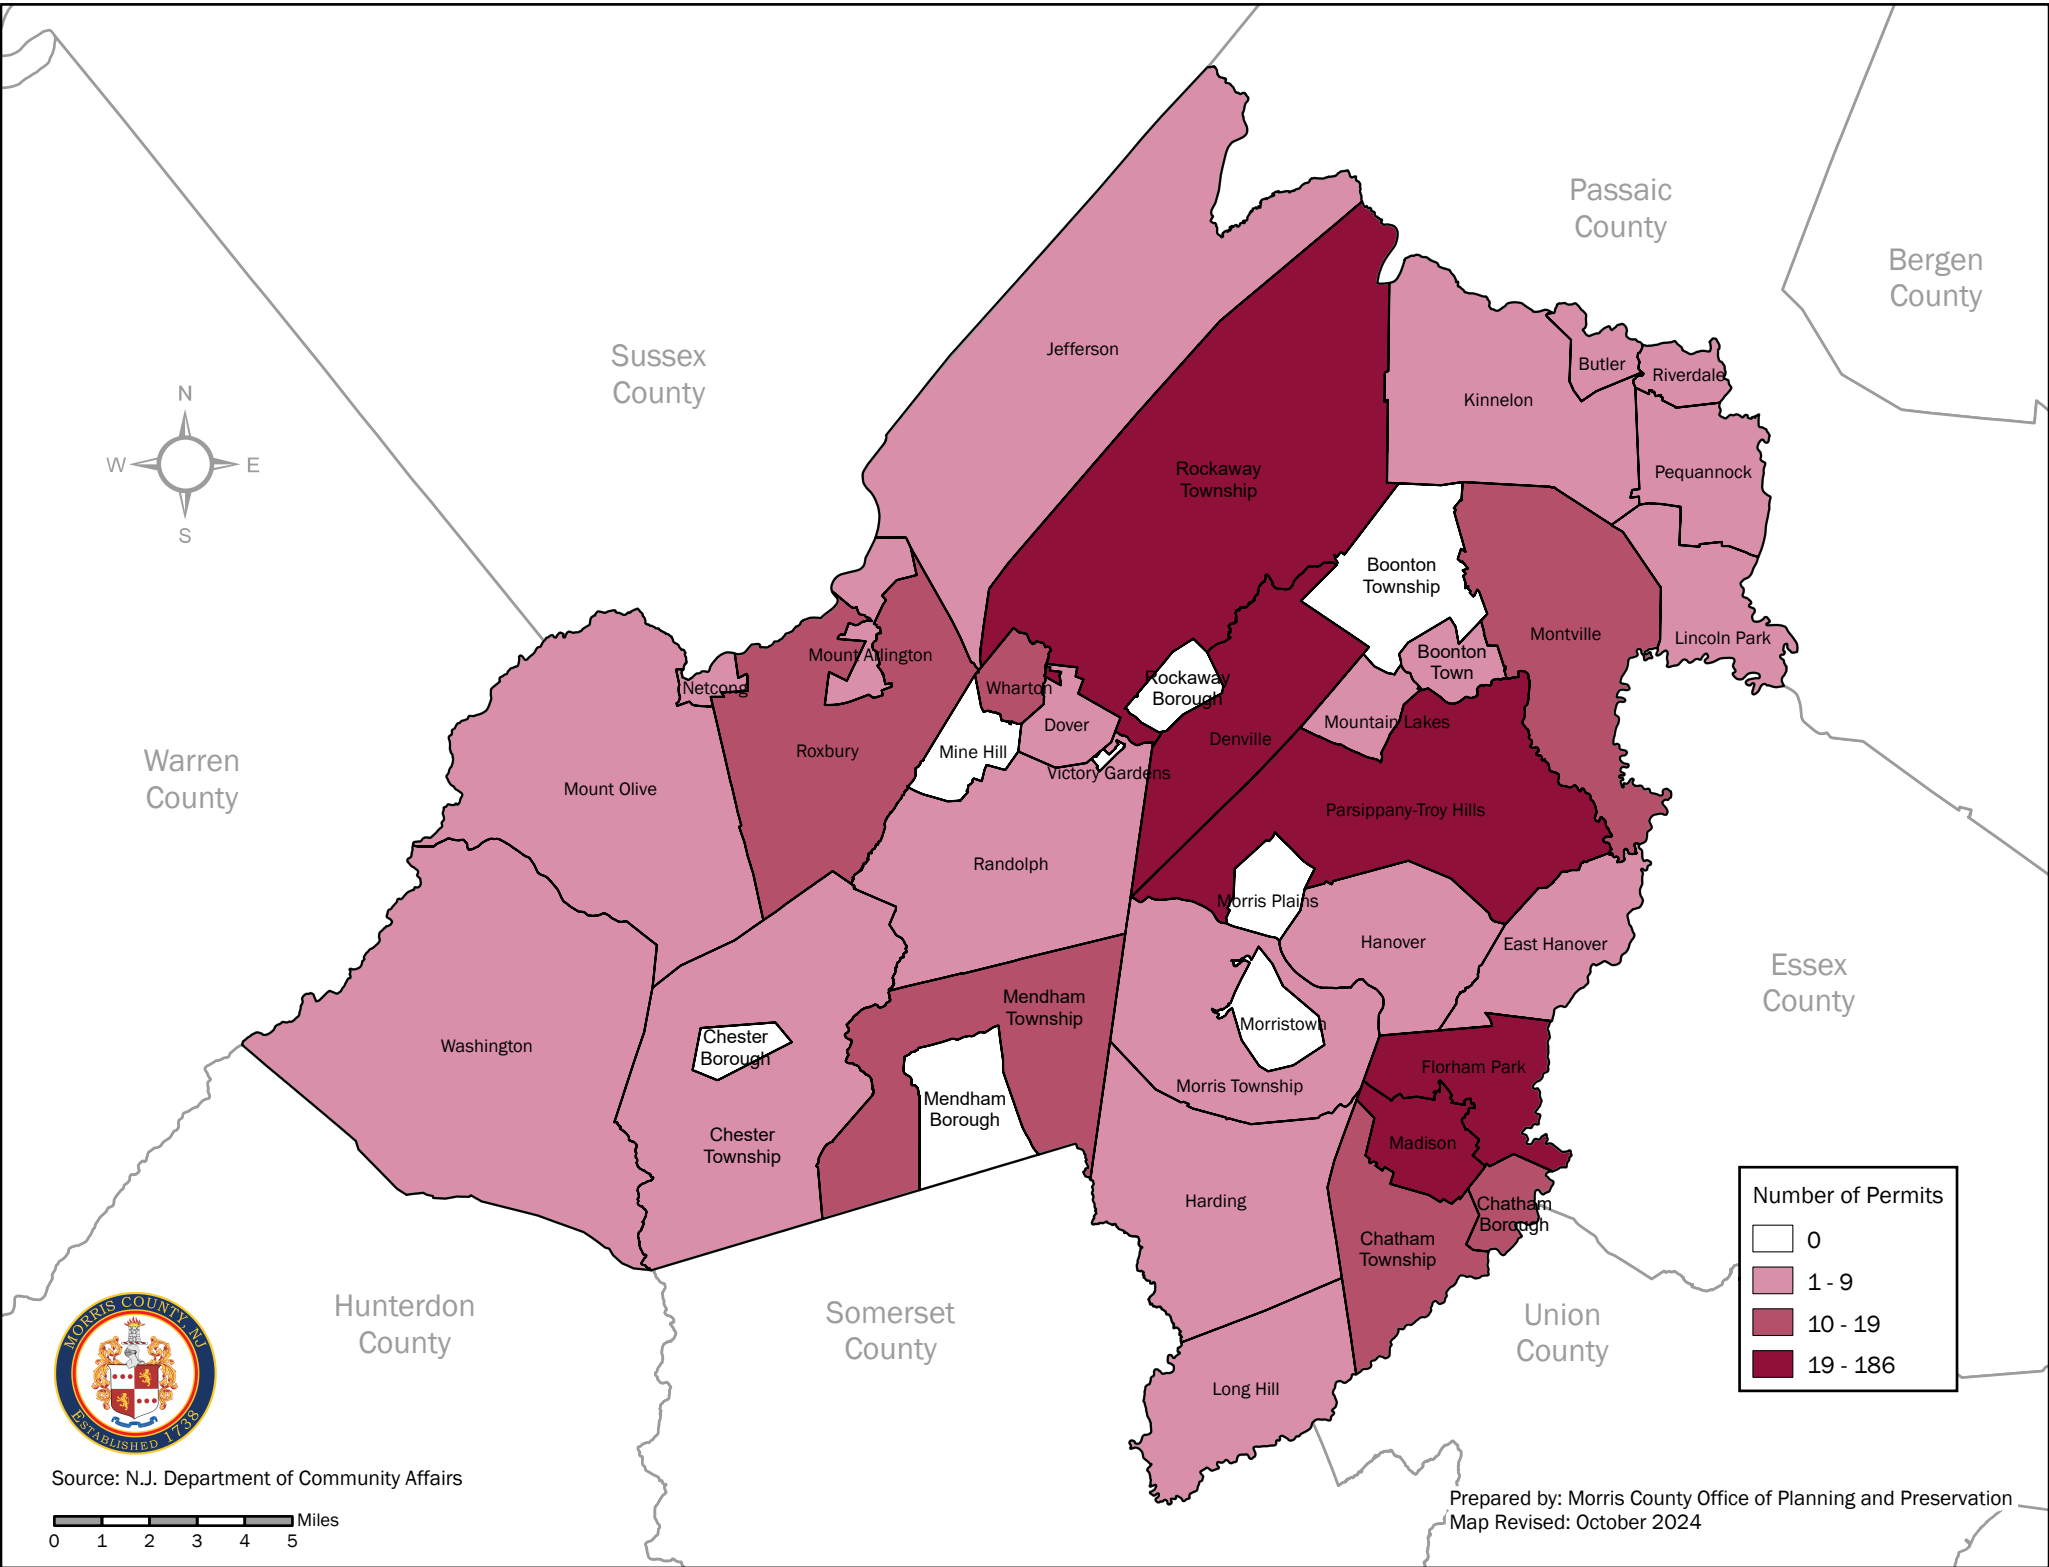 Passaic
County
Bergen
County
Sussex
County
Jefferson
Butler
Riverdale
Kinnelon
N
W
E
S
Rockaway
Township
Pequannock
Boonton
Township
Montville
Lincoln Park
Boonton
Town
Mount Arlington
Netcong
Wharton
Rockaway
Borough
Dover
Mountain Lakes
Denville
Roxbury
Mine Hill
Victory Gardens
Warren
County
Mount Olive
Parsippany-Troy Hills
Randolph
Morris Plains
Hanover
East Hanover
Essex
County
Mendham
Township
Morristown
Washington
Chester
Borough
Florham Park
Morris Township
Mendham
Borough
Chester
Township
Madison
Harding
Chatham
Borough
Chatham
Township
Number of Permits
0
1 - 9
10 - 19
19 - 186
Hunterdon
County
Somerset
County
Union
County
Long Hill
MORRIS COUNTY, NJ
ESTABLISHED 1738
Source: N.J. Department of Community Affairs
Miles
0 1 2 3 4 5
Prepared by: Morris County Office of Planning and Preservation
Map Revised: October 2024